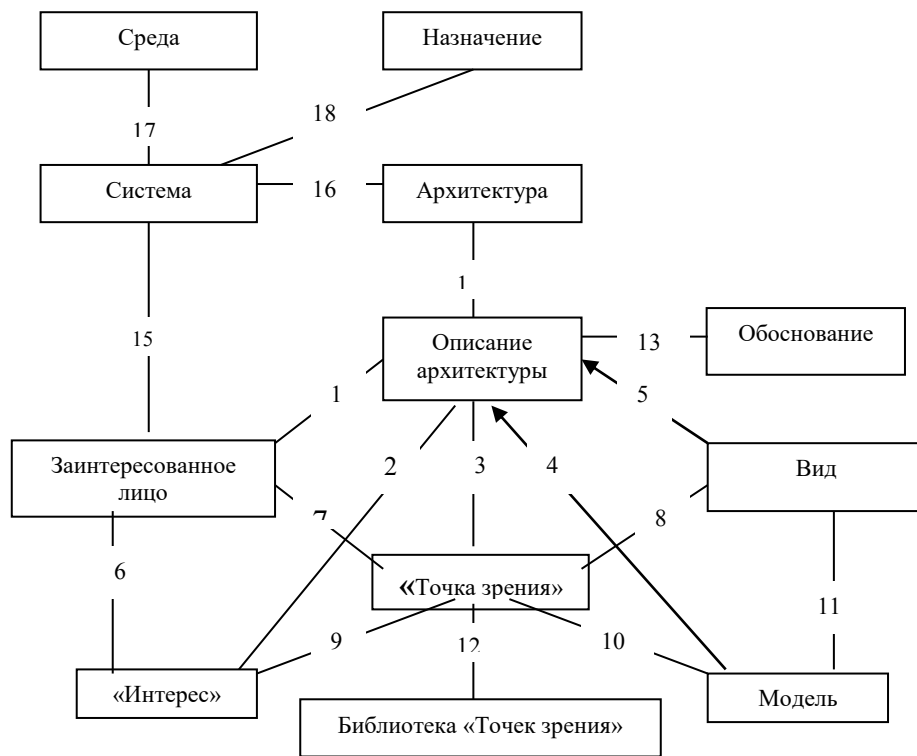 Среда
Назначение
17
18
Система
16
Архитектура
1
15
Описание
архитектуры
13
Обоснование
1
5
Заинтересованное
лицо
2
3
4
Вид
7
8
6
«Точка зрения»
11
9
12
10
«Интерес»
Модель
Библиотека «Точек зрения»